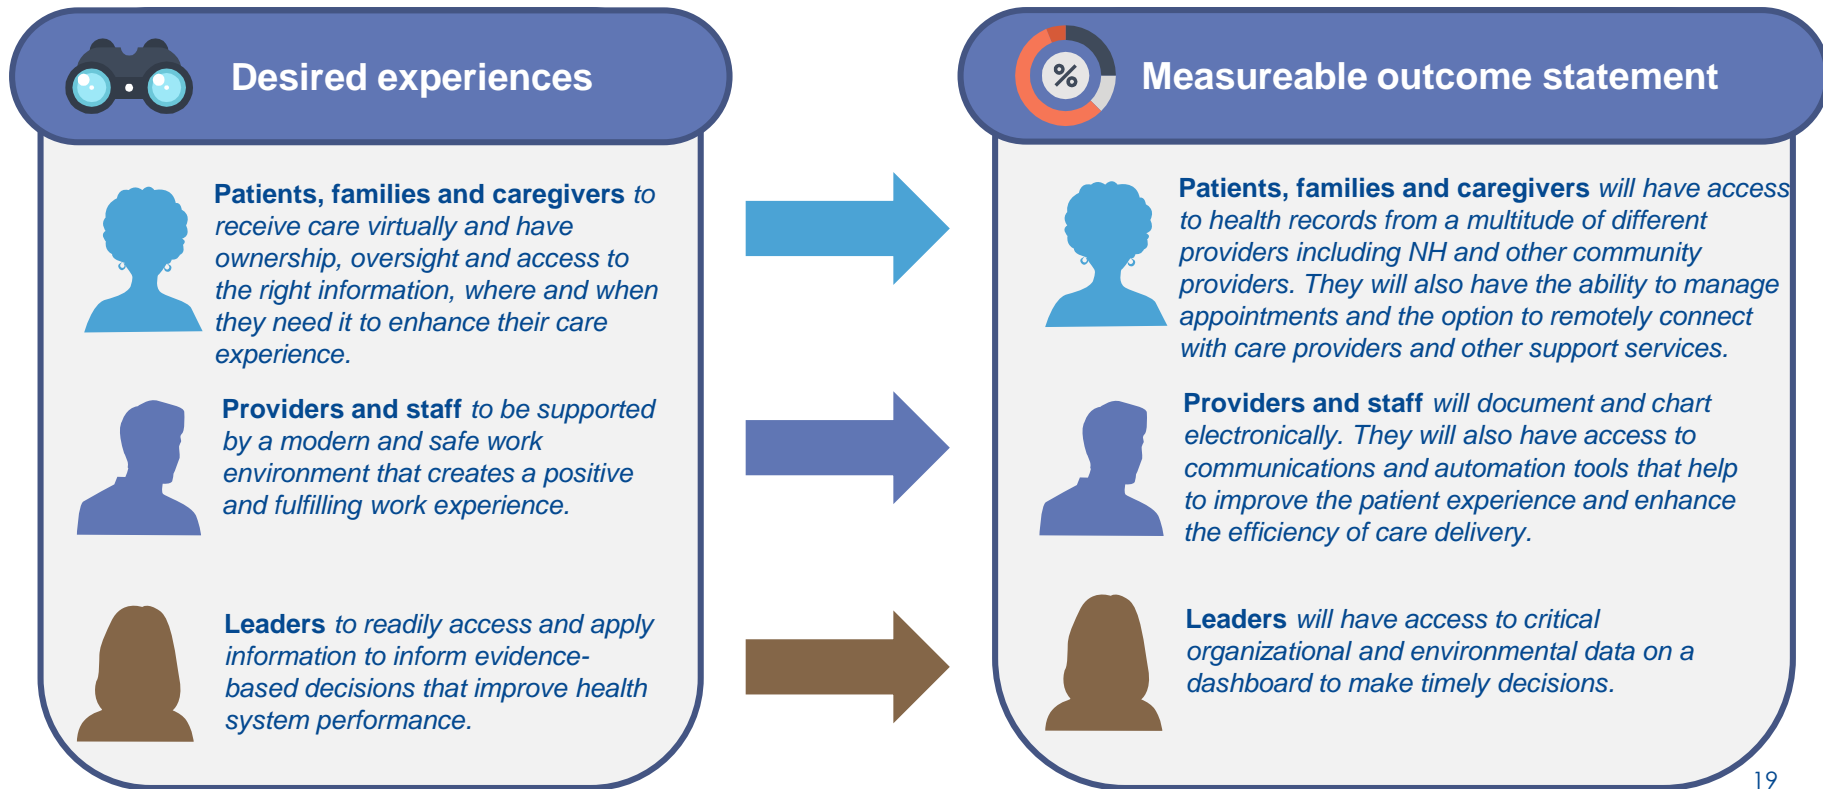 Desired experiences
Patients, families and caregivers to
receive care virtually and have
ownership, oversight and access to
the right information, where and when
they need it to enhance their care
experience.
Providers and staff to be supported
by a modern and safe work
environment that creates a positive
and fulfilling work experience.
Leaders to readily access and apply
information to inform evidence-
based decisions that improve health
system performance.
%
Measureable outcome statement
Patients, families and caregivers will have access
to health records from a multitude of different
providers including NH and other community
providers. They will also have the ability to manage
appointments and the option to remotely connect
with care providers and other support services.
Providers and staff will document and chart
electronically. They will also have access to
communications and automation tools that help
to improve the patient experience and enhance
the efficiency of care delivery.
Leaders will have access to critical
organizational and environmental data on a
dashboard to make timely decisions.
19